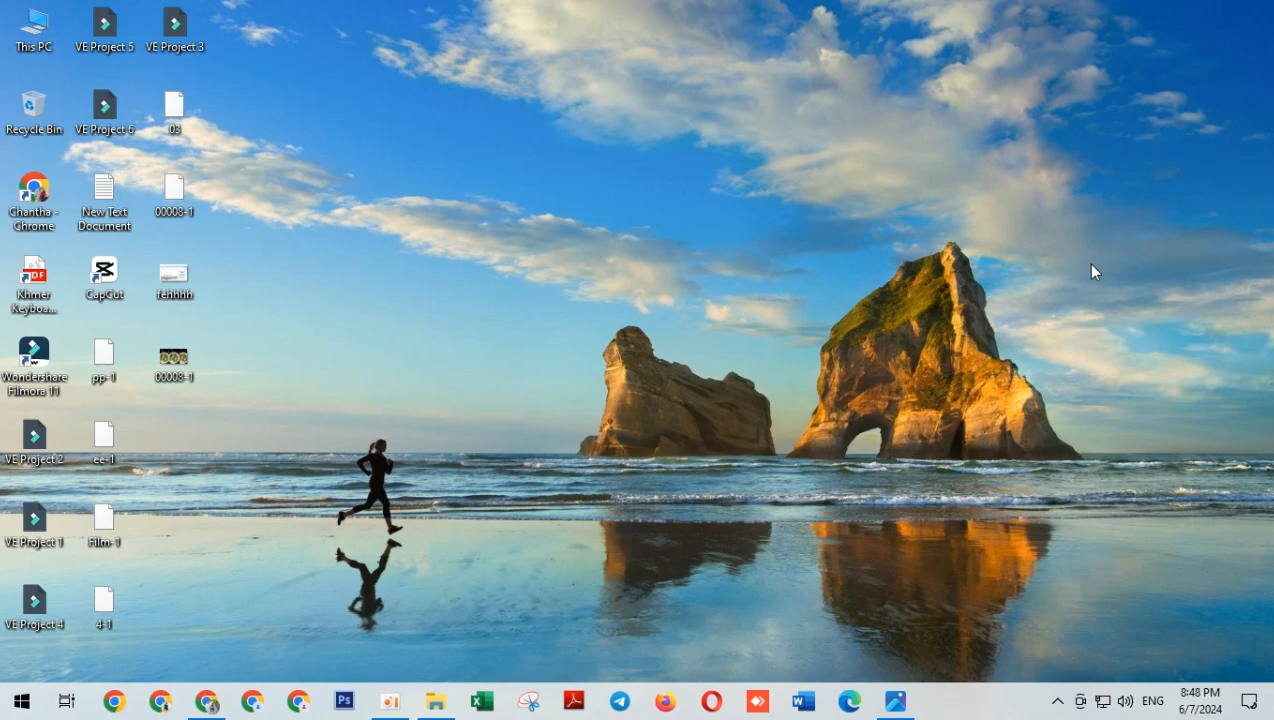 This PC
VE Project 5
VE Project 3
Recycle Bin
VE Project 6
03
Chantha -
Chrome
New Text
Document
00008-1
Khmer
Keyboa...
CapCut
fehhhh
Wondershare
Filmora 11
pp-1
00008-1
VE Project 2
ee-1
VE Project 1
Film-1
VE Project 4
4-1
Ps
ENG
8:48 PM
6/7/2024